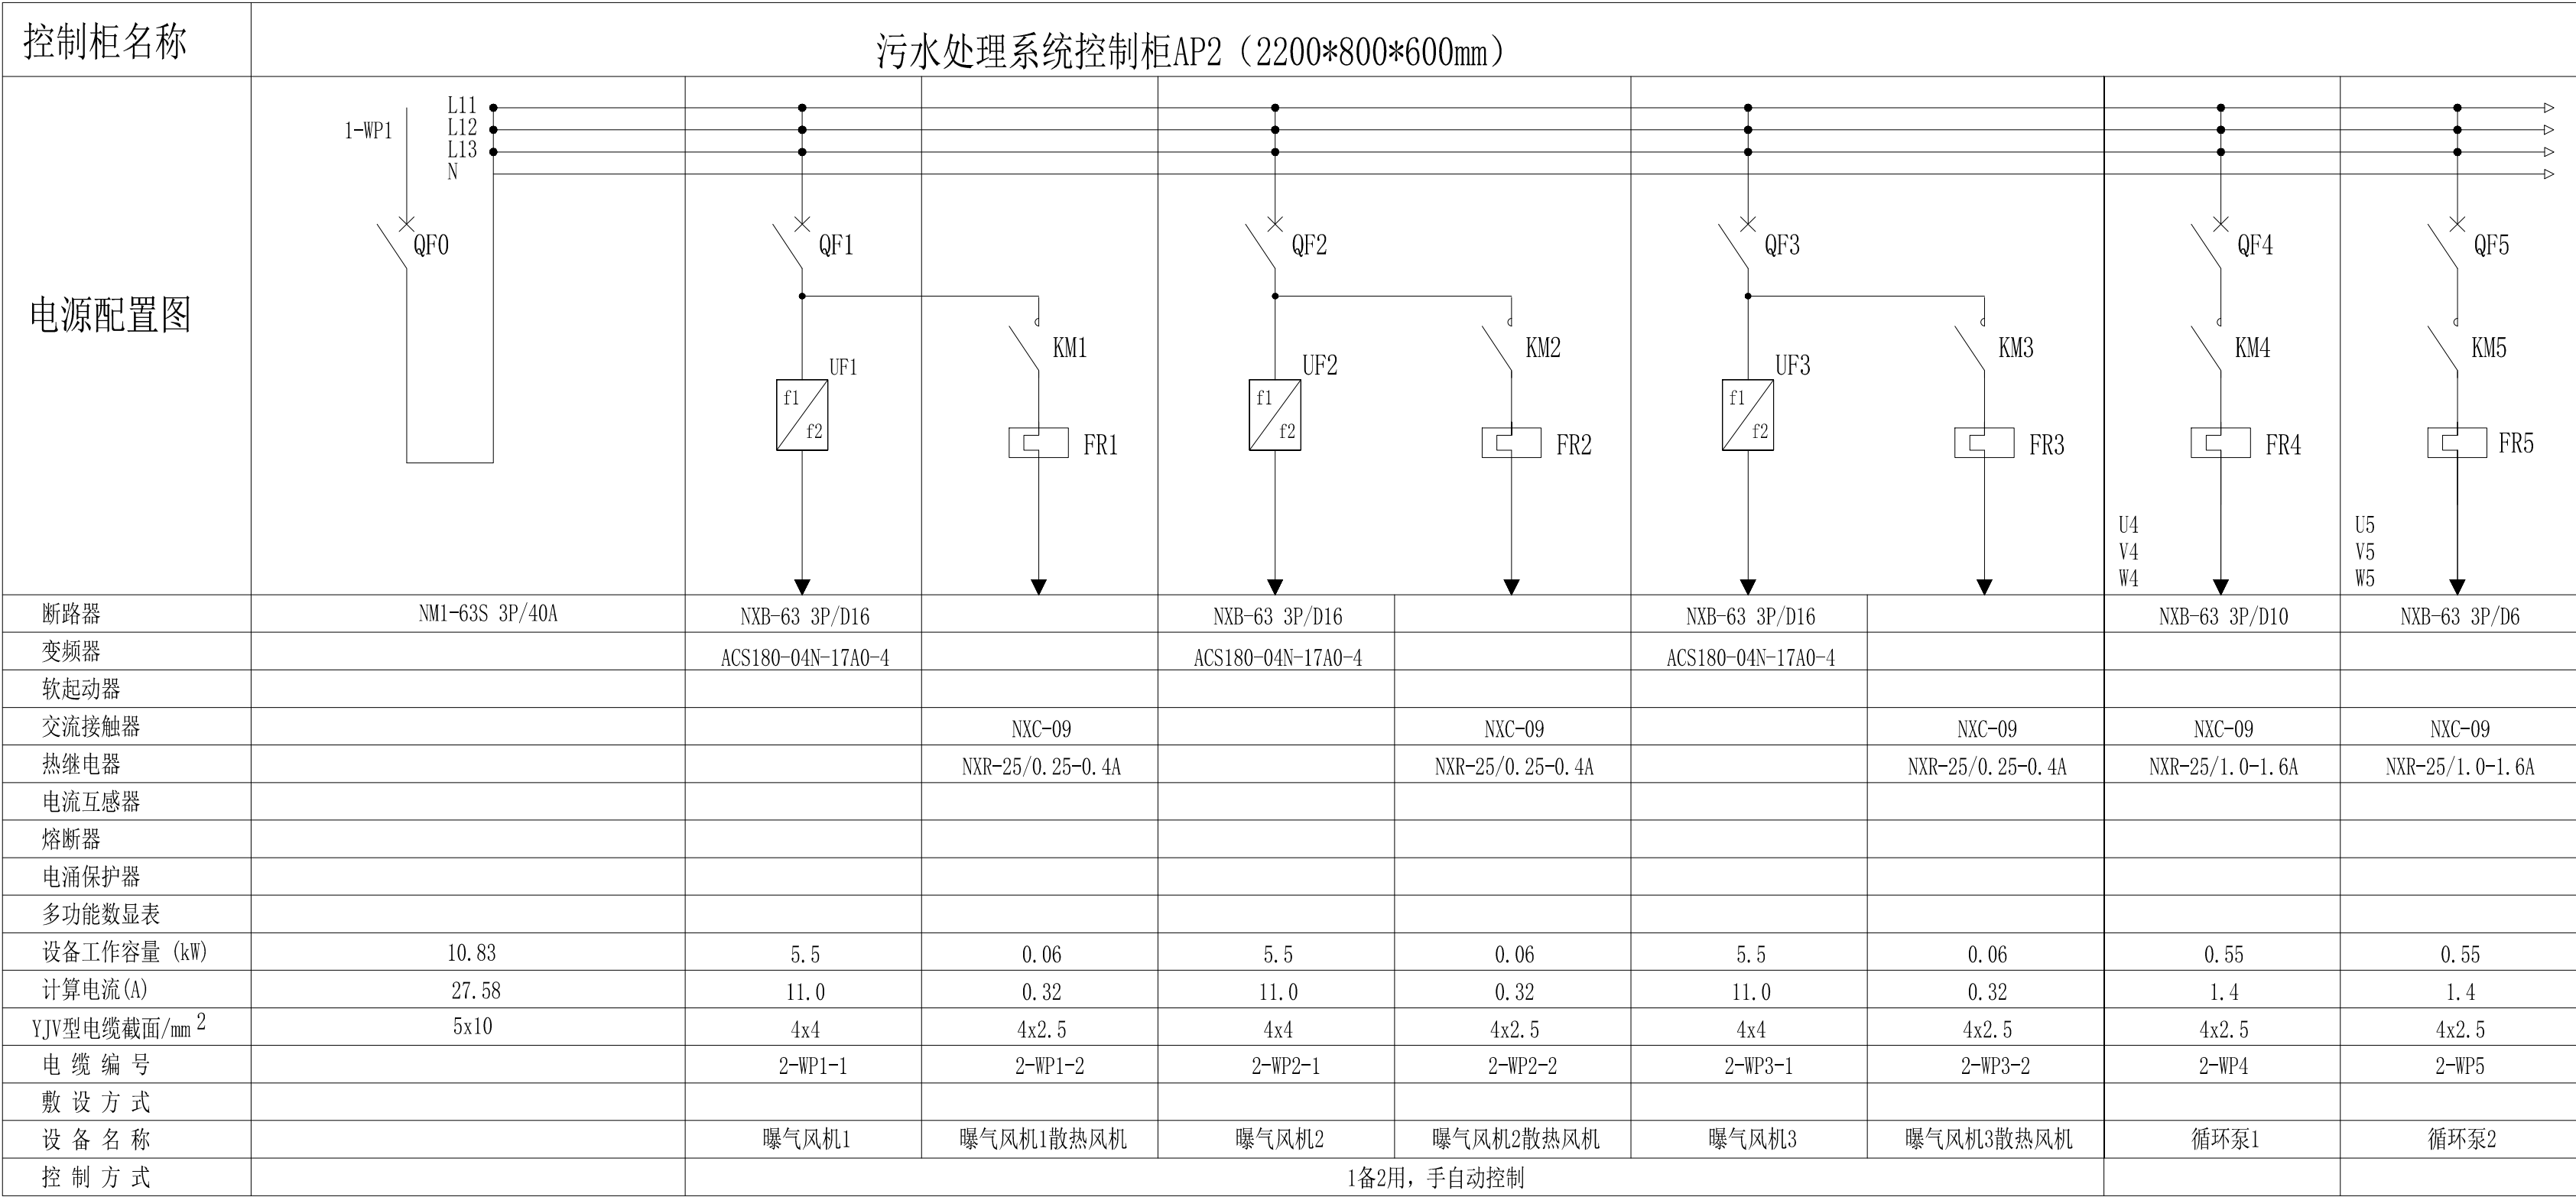 控制柜名称
污水处理系统控制柜AP2（2200*800*600mm）
电源配置图
1-WP1
L11
L12
L13
N
QF0
QF1
QF2
QF3
QF4
QF5
KM1
KM2
KM3
KM4
KM5
UF1
UF2
UF3
f1
f2
f1
f2
f1
f2
FR1
FR2
FR3
FR4
FR5
U4
V4
W4
U5
V5
W5
断路器 NM1-63S 3P/40A NXB-63 3P/D16 NXB-63 3P/D16 NXB-63 3P/D16 NXB-63 3P/D10 NXB-63 3P/D6
变频器 ACS180-04N-17A0-4 ACS180-04N-17A0-4 ACS180-04N-17A0-4
软起动器
交流接触器 NXC-09 NXC-09 NXC-09 NXC-09 NXC-09
热继电器 NXR-25/0.25-0.4A NXR-25/0.25-0.4A NXR-25/0.25-0.4A NXR-25/1.0-1.6A NXR-25/1.0-1.6A
电流互感器
熔断器
电涌保护器
多功能数显表
设备工作容量 (kW) 10.83 5.5 0.06 5.5 0.06 5.5 0.06 0.55 0.55
计算电流(A) 27.58 11.0 0.32 11.0 0.32 11.0 0.32 1.4 1.4
YJV型电缆截面/mm2 5x10 4x4 4x2.5 4x4 4x2.5 4x4 4x2.5 4x2.5 4x2.5
电 缆 编 号 2-WP1-1 2-WP1-2 2-WP2-1 2-WP2-2 2-WP3-1 2-WP3-2 2-WP4 2-WP5
敷 设 方 式
设 备 名 称 曝气风机1 曝气风机1散热风机 曝气风机2 曝气风机2散热风机 曝气风机3 曝气风机3散热风机 循环泵1 循环泵2
控 制 方 式 1备2用，手自动控制